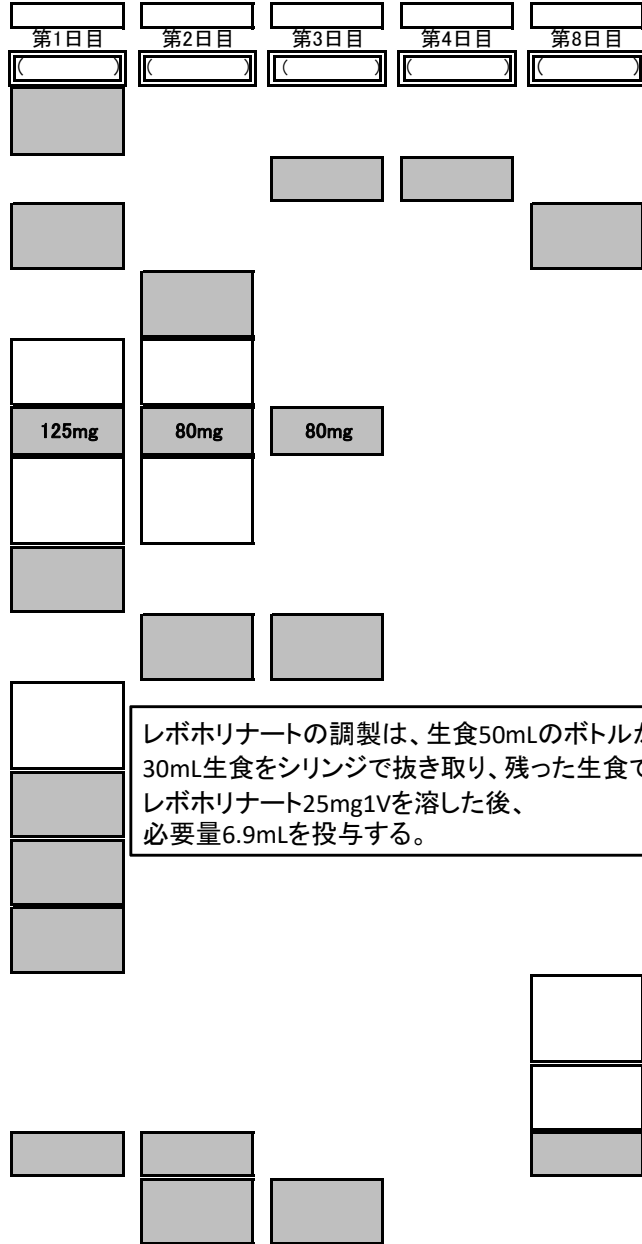 第1日目 第2日目 第3日目 第4日目 第8日目
( ) ( ) ( ) ( ) ( )
125mg 80mg 80mg
レボホリナートの調製は、生食50mLのボトルか
30mL生食をシリンジで抜き取り、残った生食で
レボホリナート25mg1Vを溶した後、
必要量6.9mLを投与する。